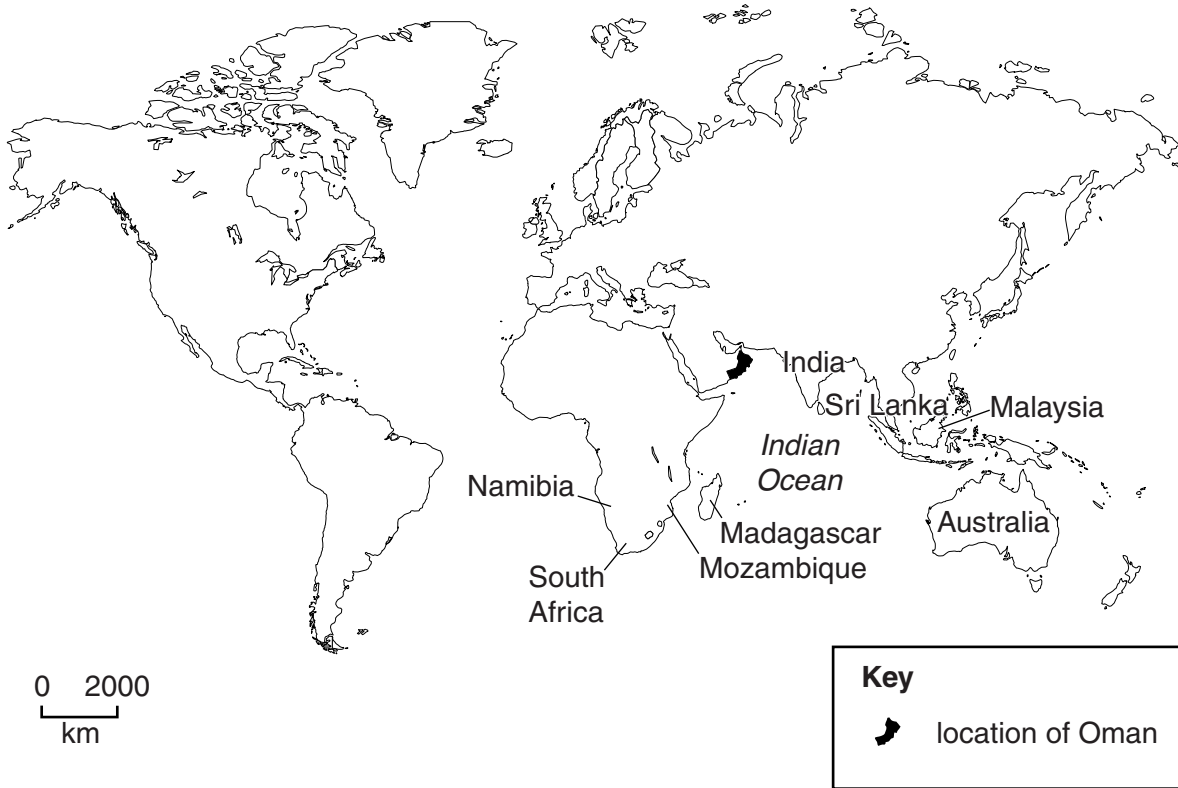 India
Sri Lanka
Malaysia
Indian
Ocean
Namibia
Australia
Madagascar
Mozambique
South
Africa
0 2000
km
Key
location of Oman